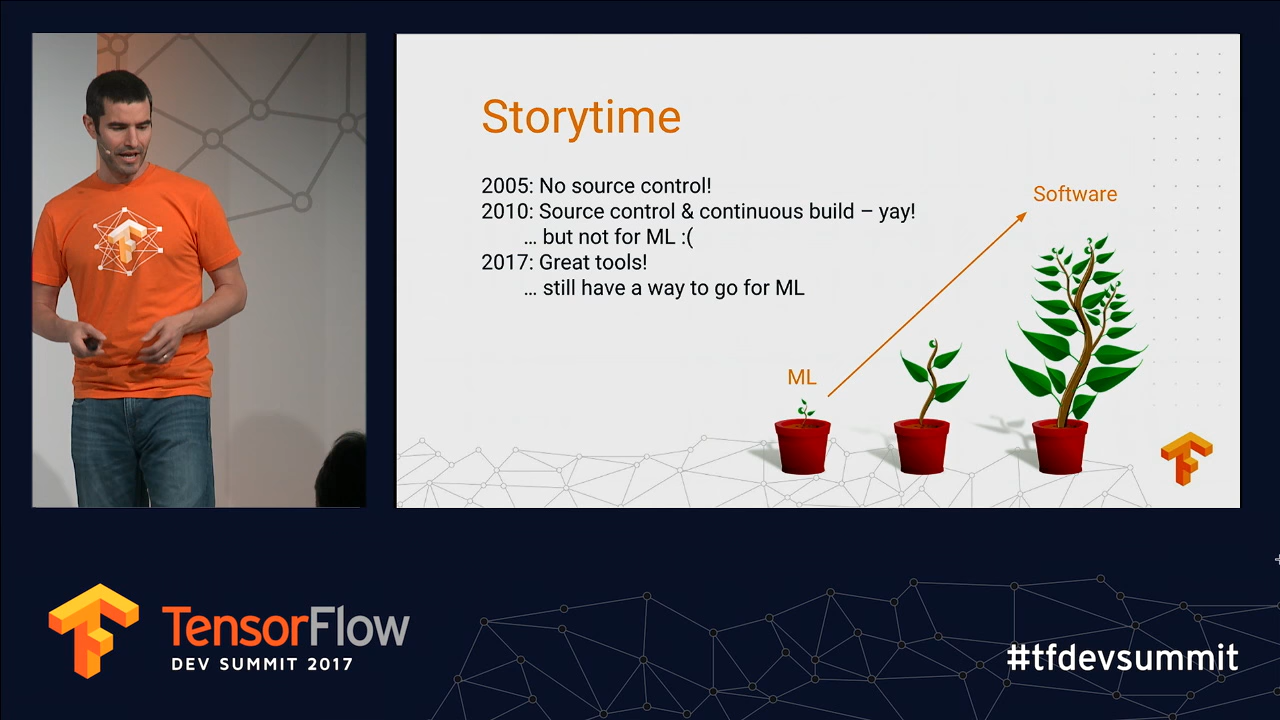 Storytime
2005: No source control!
2010: Source control & continuous build – yay!
... but not for ML :(
2017: Great tools!
... still have a way to go for ML
Software
ML
TensorFlow
DEV SUMMIT 2017
#tfdevsummit